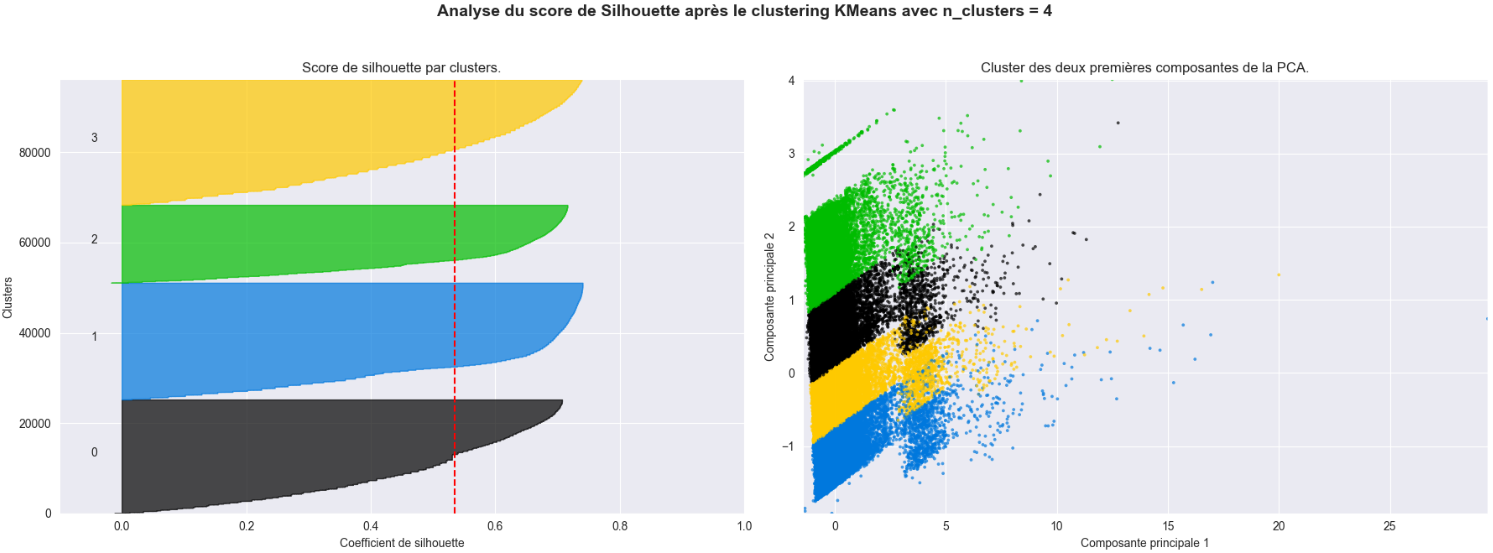 Analyse du score de Silhouette après le clustering KMeans avec n_clusters = 4
Score de silhouette par clusters.
Clusters
80000
60000
40000
20000
0
3
2
1
0
0.0 0.2 0.4 0.6 0.8 1.0
Coefficient de silhouette
Cluster des deux premières composantes de la PCA.
Composante principale 2
4
3
2
1
0
−1
0 5 10 15 20 25
Composante principale 1